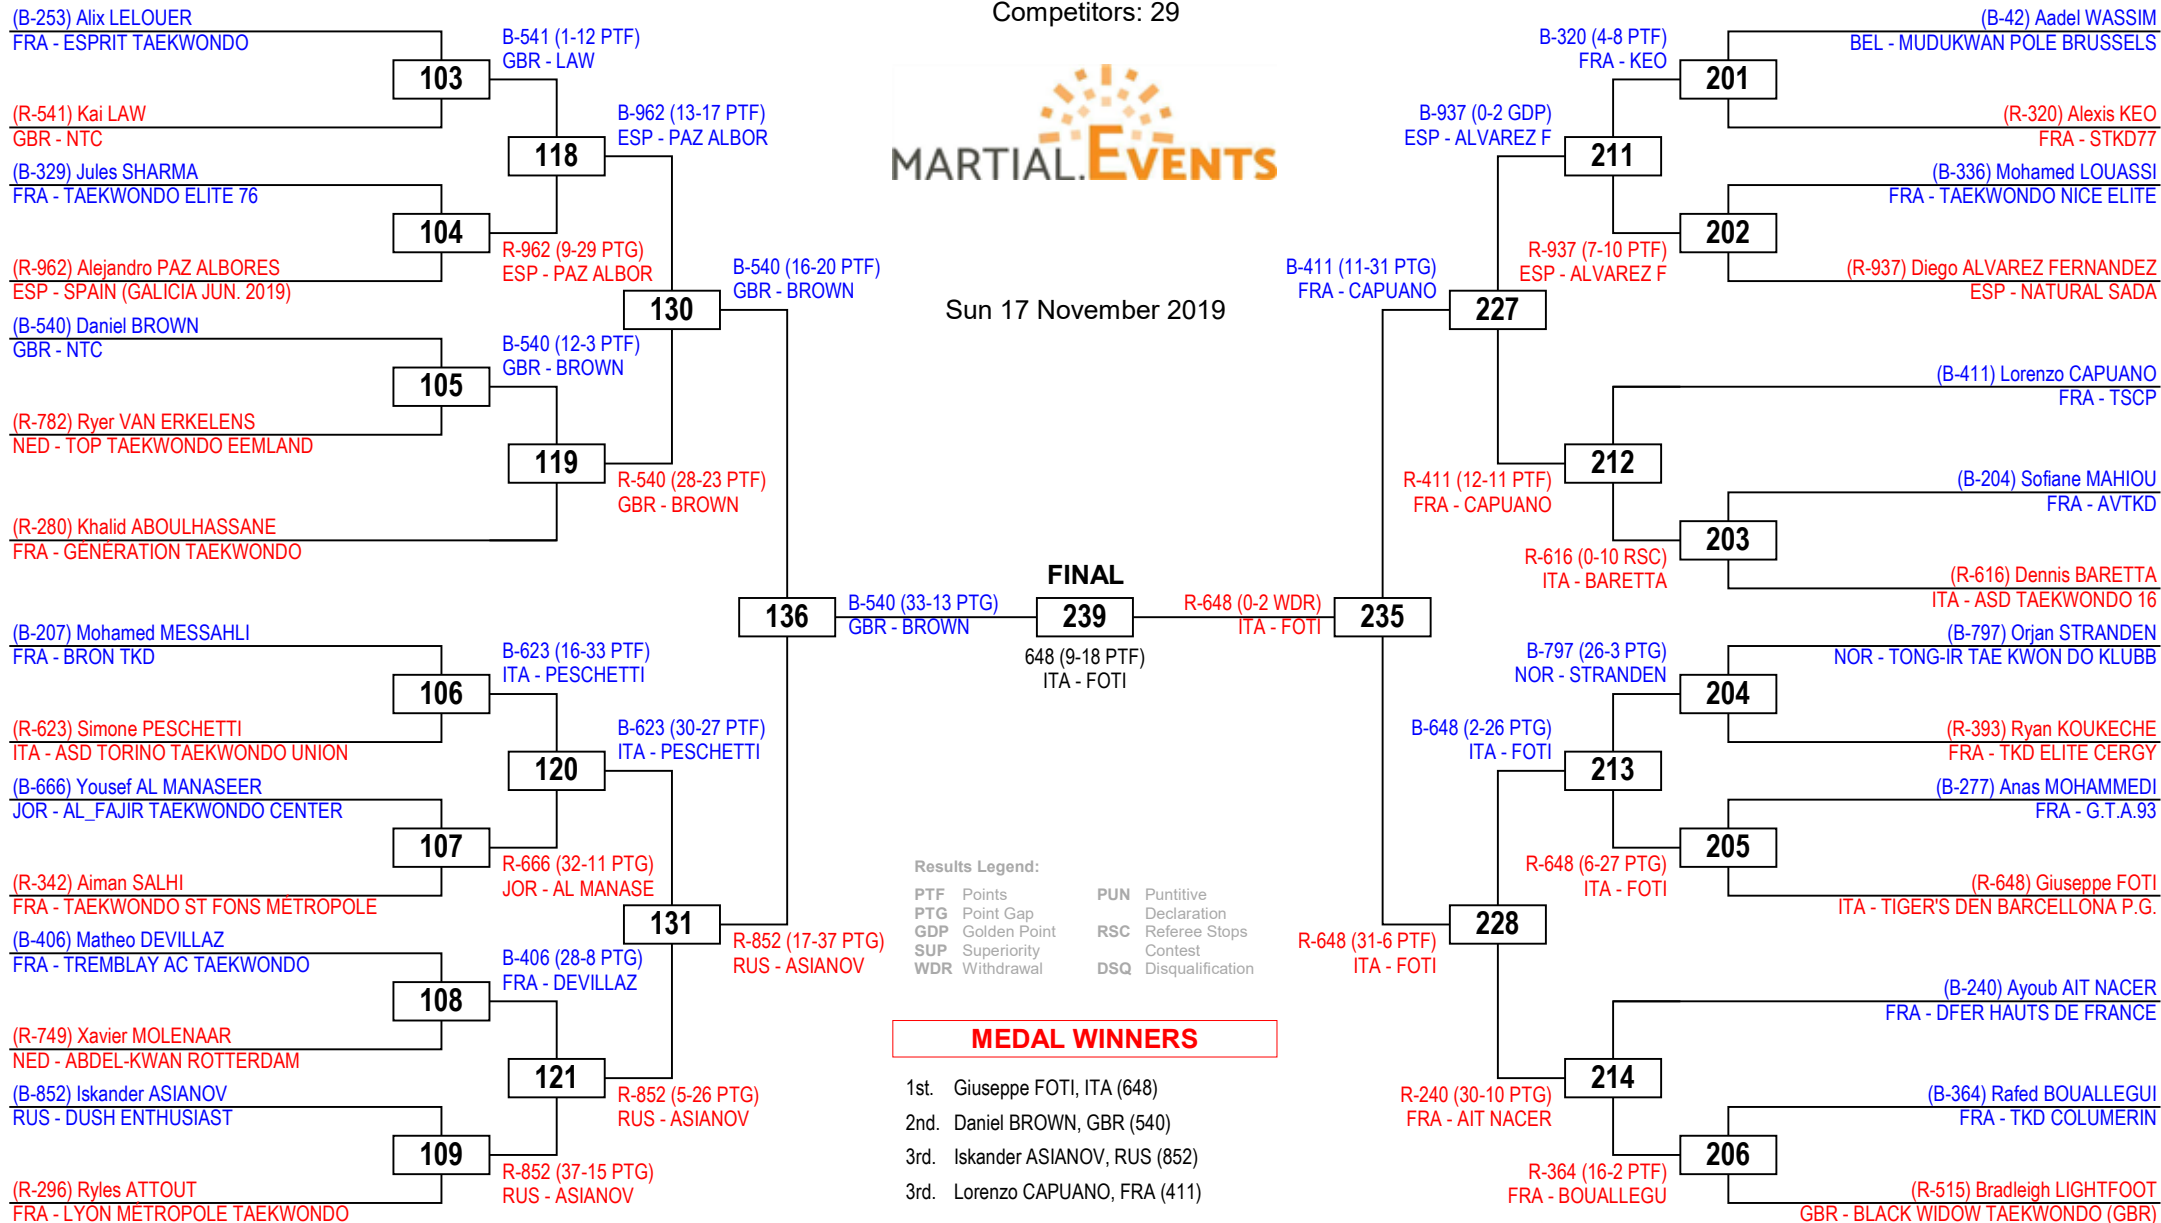 Competitors: 29
MARTIAL.EVENTS
Sun 17 November 2019
(B-253) Alix LELOUER
FRA - ESPRIT TAEKWONDO
103
(R-541) Kai LAW
GBR - NTC
(B-329) Jules SHARMA
FRA - TAEKWONDO ELITE 76
104
(R-962) Alejandro PAZ ALBORES
ESP - SPAIN (GALICIA JUN. 2019)
(B-540) Daniel BROWN
GBR - NTC
105
(R-782) Ryer VAN ERKELENS
NED - TOP TAEKWONDO EEMLAND
(R-280) Khalid ABOULHASSANE
FRA - GÉNÉRATION TAEKWONDO
(B-207) Mohamed MESSAHLI
FRA - BRON TKD
106
(R-623) Simone PESCHETTI
ITA - ASD TORINO TAEKWONDO UNION
(B-666) Yousef AL MANASEER
JOR - AL_FAJIR TAEKWONDO CENTER
107
(R-342) Aiman SALHI
FRA - TAEKWONDO ST FONS MÉTROPOLE
(B-406) Matheo DEVILLAZ
FRA - TREMBLAY AC TAEKWONDO
108
(R-749) Xavier MOLENAAR
NED - ABDEL-KWAN ROTTERDAM
(B-852) Iskander ASIANOV
RUS - DUSH ENTHUSIAST
109
(R-296) Ryles ATTOUT
FRA - LYON MÉTROPOLE TAEKWONDO
B-541 (1-12 PTF)
GBR - LAW
118
R-962 (9-29 PTG)
ESP - PAZ ALBOR
B-540 (12-3 PTF)
GBR - BROWN
119
B-623 (16-33 PTF)
ITA - PESCHETTI
120
R-666 (32-11 PTG)
JOR - AL MANASE
B-406 (28-8 PTG)
FRA - DEVILLAZ
121
R-852 (37-15 PTG)
RUS - ASIANOV
B-962 (13-17 PTF)
ESP - PAZ ALBOR
130
R-540 (28-23 PTF)
GBR - BROWN
B-623 (30-27 PTF)
ITA - PESCHETTI
131
R-852 (5-26 PTG)
RUS - ASIANOV
B-540 (16-20 PTF)
GBR - BROWN
136
R-852 (17-37 PTG)
RUS - ASIANOV
B-540 (33-13 PTG)
GBR - BROWN
FINAL
239
648 (9-18 PTF)
ITA - FOTI
R-648 (0-2 WDR)
ITA - FOTI
235
B-411 (11-31 PTG)
FRA - CAPUANO
R-648 (31-6 PTF)
ITA - FOTI
B-937 (0-2 GDP)
ESP - ALVAREZ F
227
R-411 (12-11 PTF)
FRA - CAPUANO
B-648 (2-26 PTG)
ITA - FOTI
228
R-240 (30-10 PTG)
FRA - AIT NACER
B-320 (4-8 PTF)
FRA - KEO
211
R-937 (7-10 PTF)
ESP - ALVAREZ F
212
R-616 (0-10 RSC)
ITA - BARETTA
B-797 (26-3 PTG)
NOR - STRANDEN
213
R-648 (6-27 PTG)
ITA - FOTI
214
R-364 (16-2 PTF)
FRA - BOUALLEGU
(B-42) Aadel WASSIM
BEL - MUDUKWAN POLE BRUSSELS
201
(R-320) Alexis KEO
FRA - STKD77
(B-336) Mohamed LOUASSI
FRA - TAEKWONDO NICE ELITE
202
(R-937) Diego ALVAREZ FERNANDEZ
ESP - NATURAL SADA
(B-411) Lorenzo CAPUANO
FRA - TSCP
(B-204) Sofiane MAHIOU
FRA - AVTKD
203
(R-616) Dennis BARETTA
ITA - ASD TAEKWONDO 16
(B-797) Orjan STRANDEN
NOR - TONG-IR TAE KWON DO KLUBB
204
(R-393) Ryan KOUKECHE
FRA - TKD ELITE CERGY
(B-277) Anas MOHAMMEDI
FRA - G.T.A.93
205
(R-648) Giuseppe FOTI
ITA - TIGER'S DEN BARCELLONA P.G.
(B-240) Ayoub AIT NACER
FRA - DFER HAUTS DE FRANCE
(B-364) Rafed BOUALLEGUI
FRA - TKD COLUMERIN
206
(R-515) Bradleigh LIGHTFOOT
GBR - BLACK WIDOW TAEKWONDO (GBR)
Results Legend:
PTF Points PUN Puntitive
PTG Point Gap Declaration
GDP Golden Point RSC Referee Stops
SUP Superiority Contest
WDR Withdrawal DSQ Disqualification
MEDAL WINNERS
1st. Giuseppe FOTI, ITA (648)
2nd. Daniel BROWN, GBR (540)
3rd. Iskander ASIANOV, RUS (852)
3rd. Lorenzo CAPUANO, FRA (411)